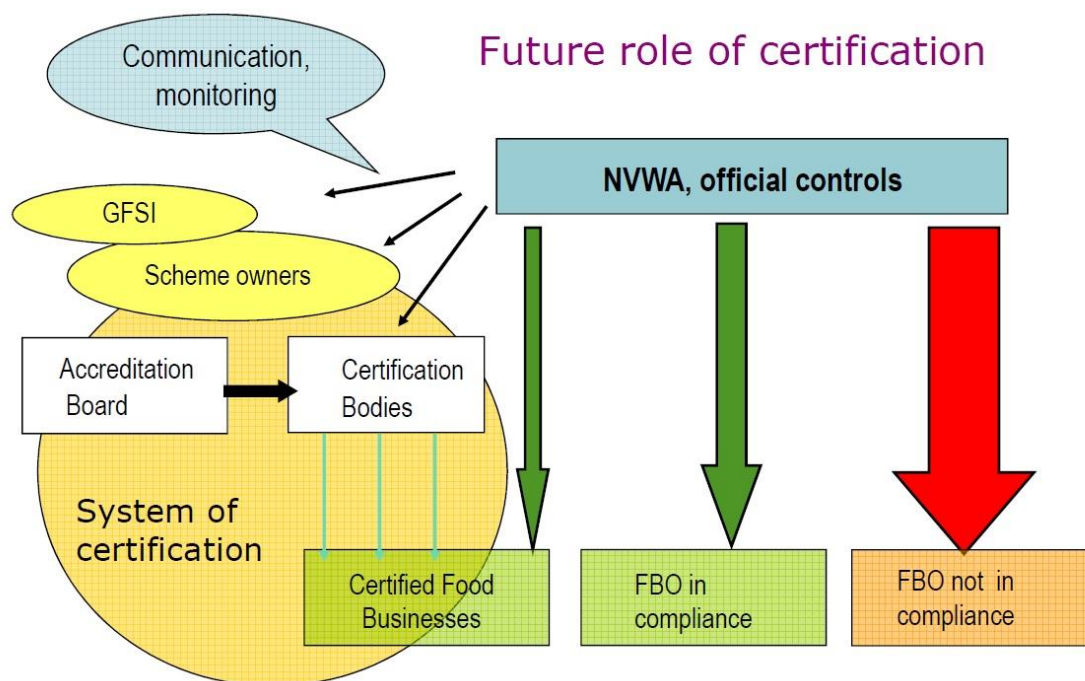 Communication,
monitoring
Future role of certification
NVWA, official controls
GFSI
Scheme owners
Accreditation
Board
Certification
Bodies
System of
certification
Certified Food
Businesses
FBO in
compliance
FBO not in
compliance